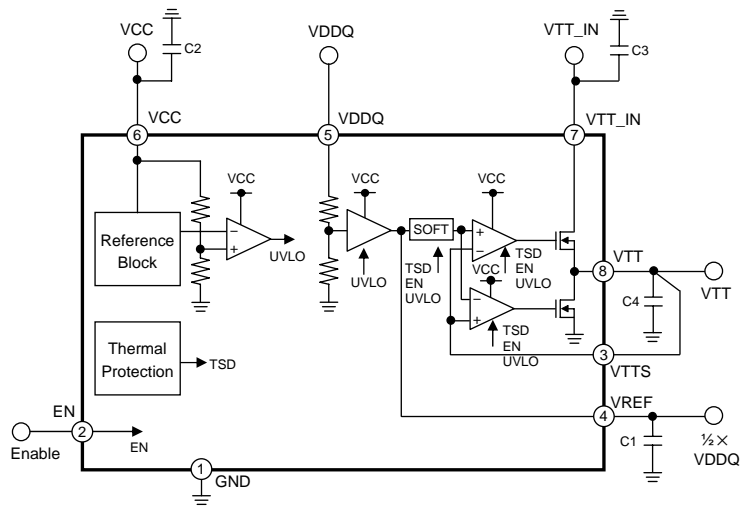 VCC
C2
VDDQ
VTT_IN
C3
VCC
6
VDDQ
5
VTT_IN
7
VCC
VCC
VCC
Reference
Block
−
+
UVLO
SOFT
+
−
UVLO
TSD
EN
UVLO
TSD
EN
UVLO
VCC
−
+
TSD
EN
UVLO
VTT
8
VTT
C4
3
VTTS
Thermal
Protection
TSD
VREF
4
C1
½ ×
VDDQ
EN
2
Enable
EN
1
GND